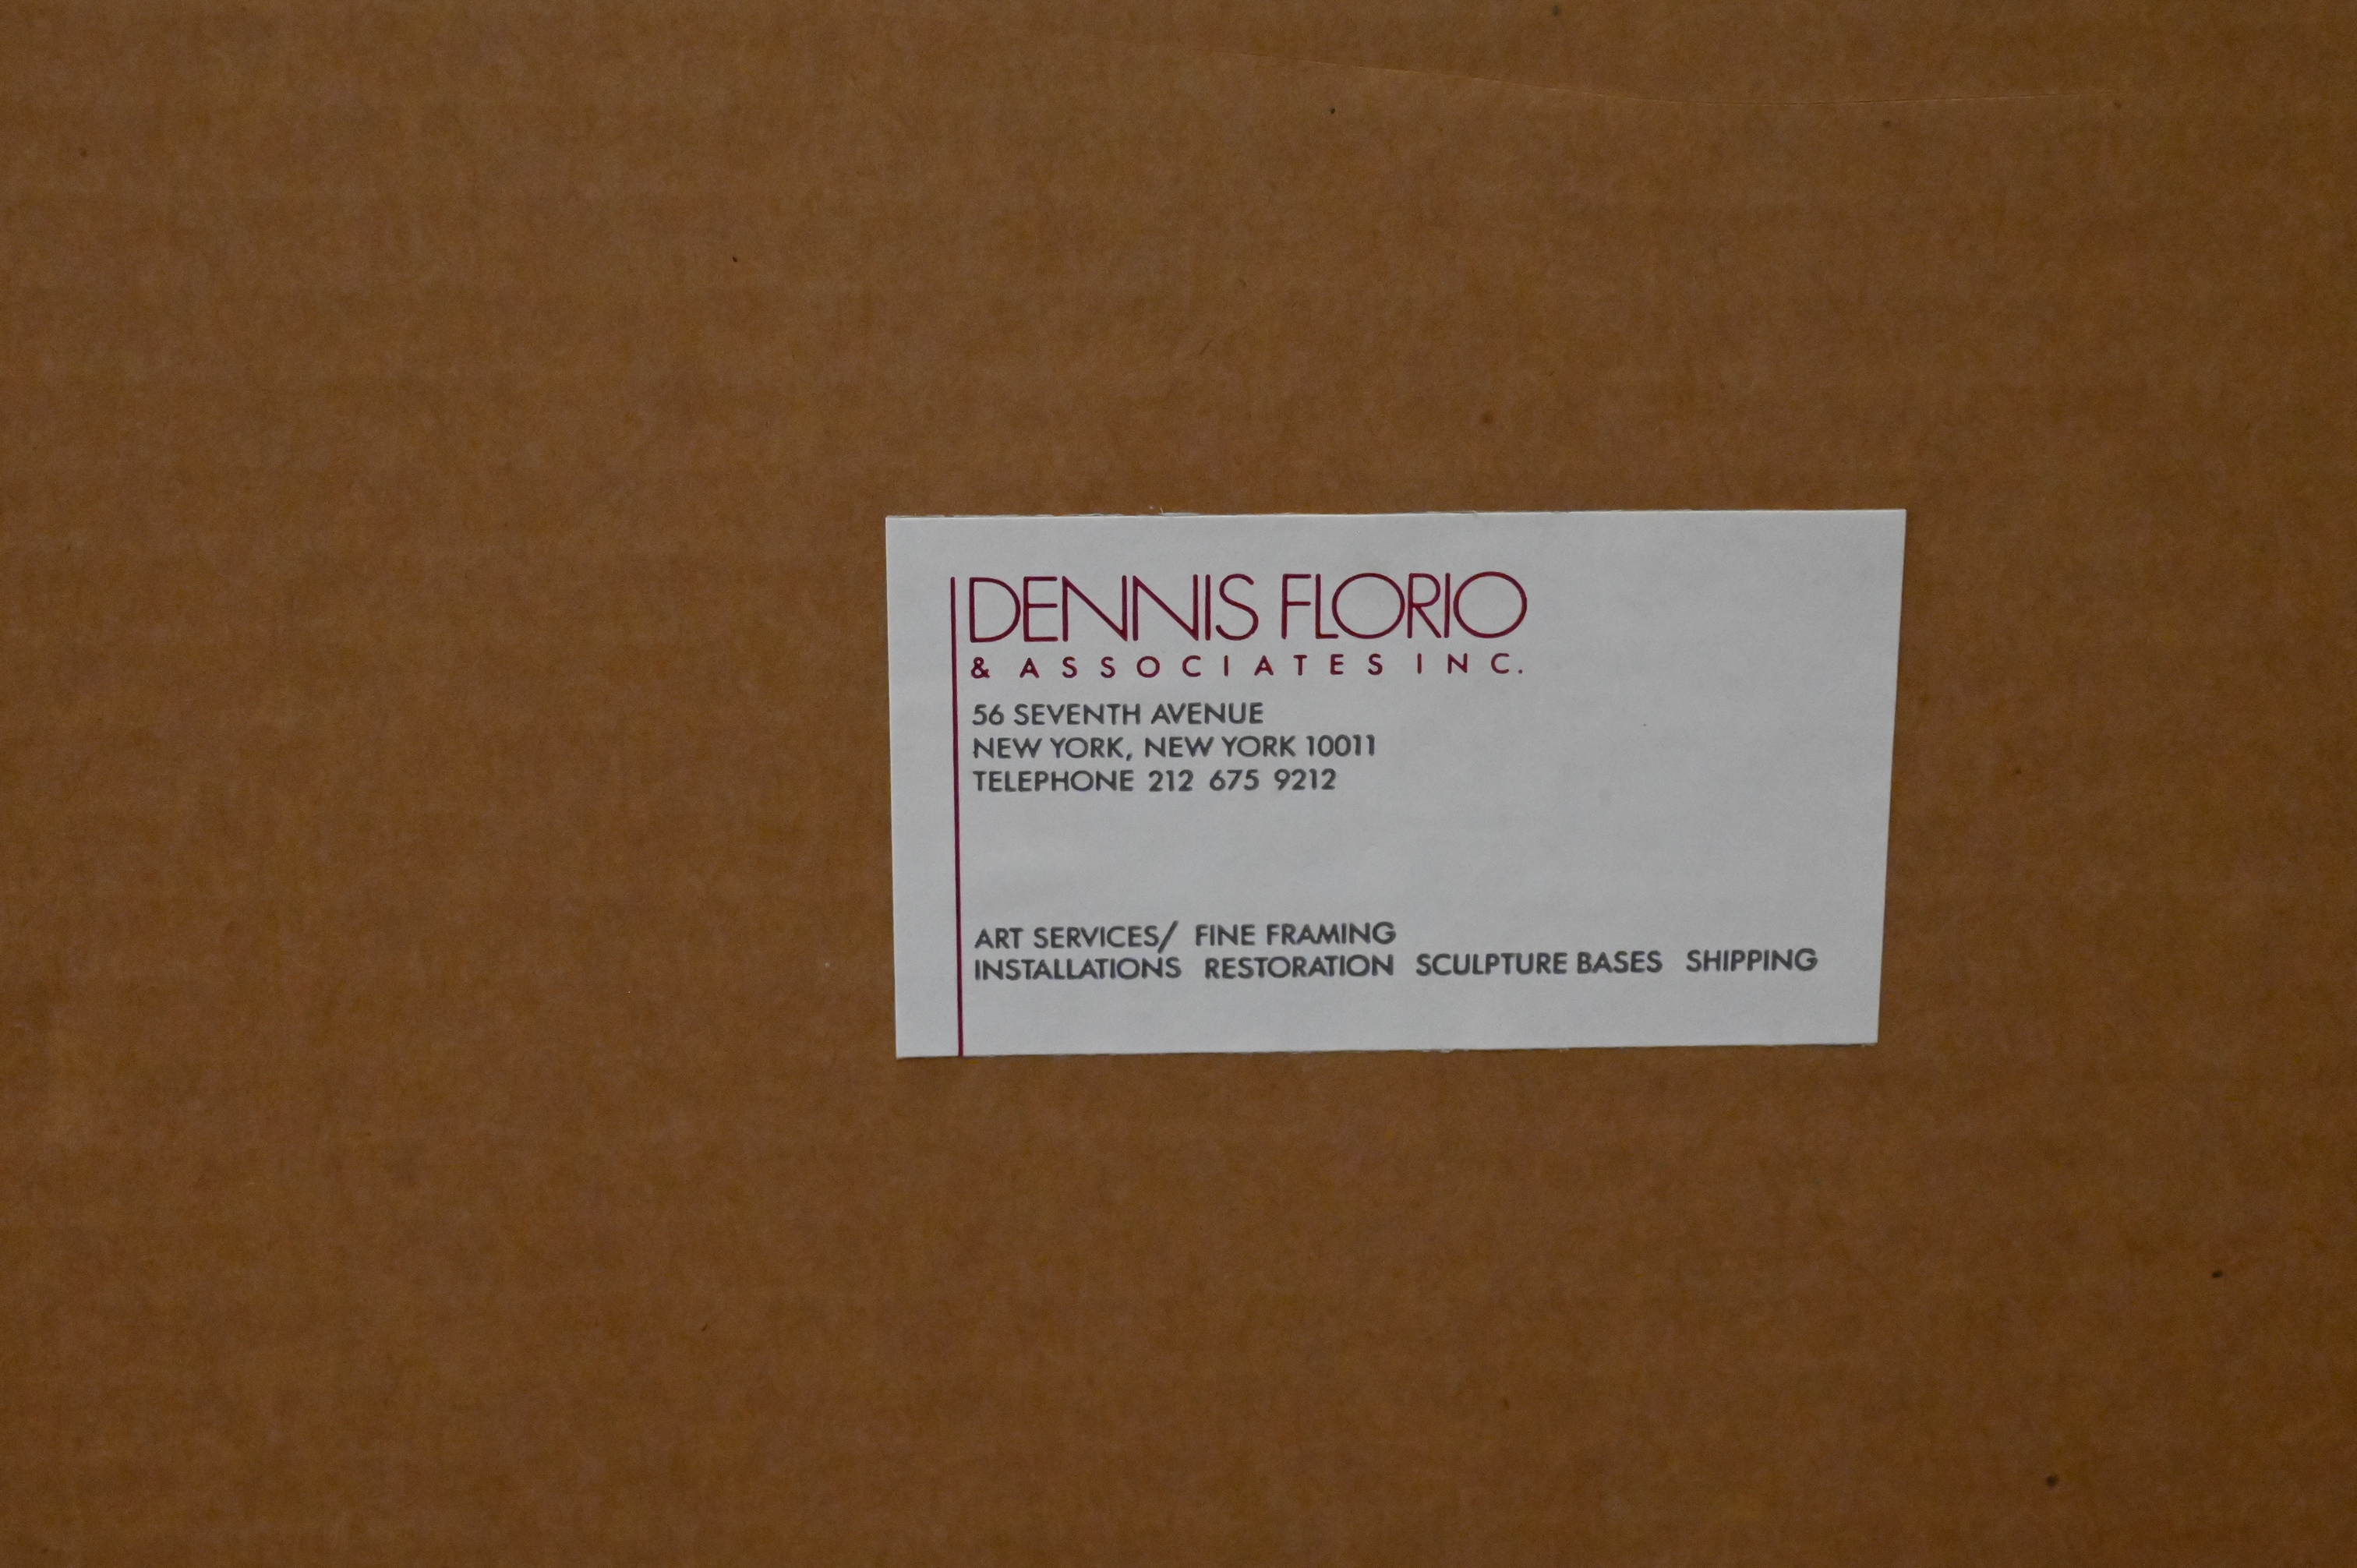 DENNIS FLORIO
& ASSOCIATES INC.
56 SEVENTH AVENUE
NEW YORK, NEW YORK 10011
TELEPHONE 212 675 9212
ART SERVICES/ FINE FRAMING
INSTALLATIONS RESTORATION SCULPTURE BASES SHIPPING